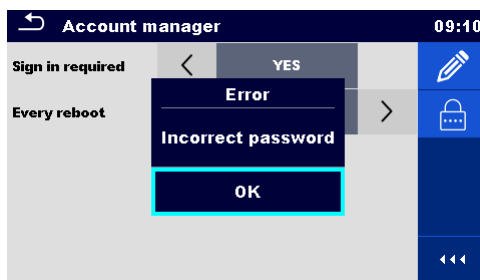 Account manager 09:10
Sign in required YES
Every reboot
Error
Incorrect password
OK